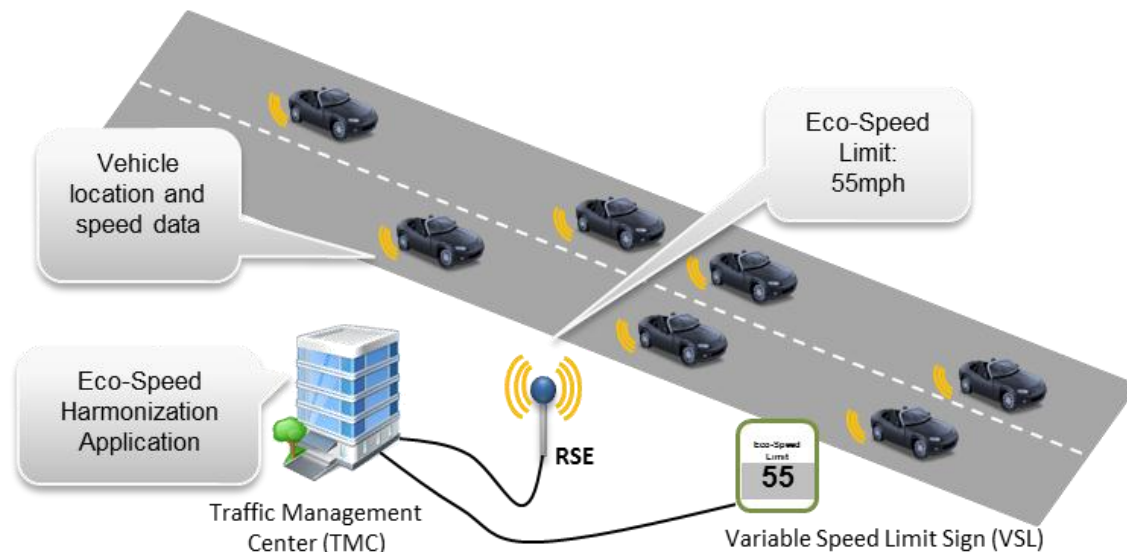 Vehicle
location and
speed data
Eco-Speed
Limit:
55mph
Eco-Speed
Harmonization
Application
RSE
Eco-Speed
Limit
55
Traffic Management
Center (TMC)
Variable Speed Limit Sign (VSL)